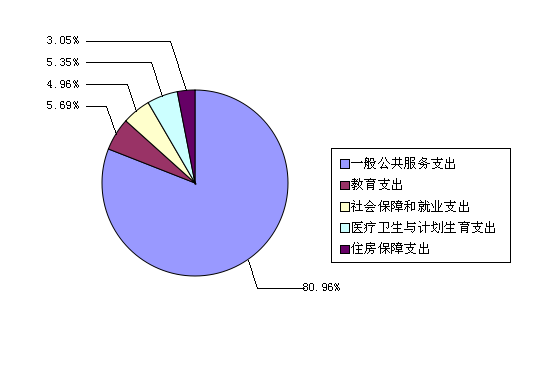 3.05%
5.35%
4.96%
5.69%
一般公共服务支出
教育支出
社会保障和就业支出
医疗卫生与计划生育支出
住房保障支出
80.96%